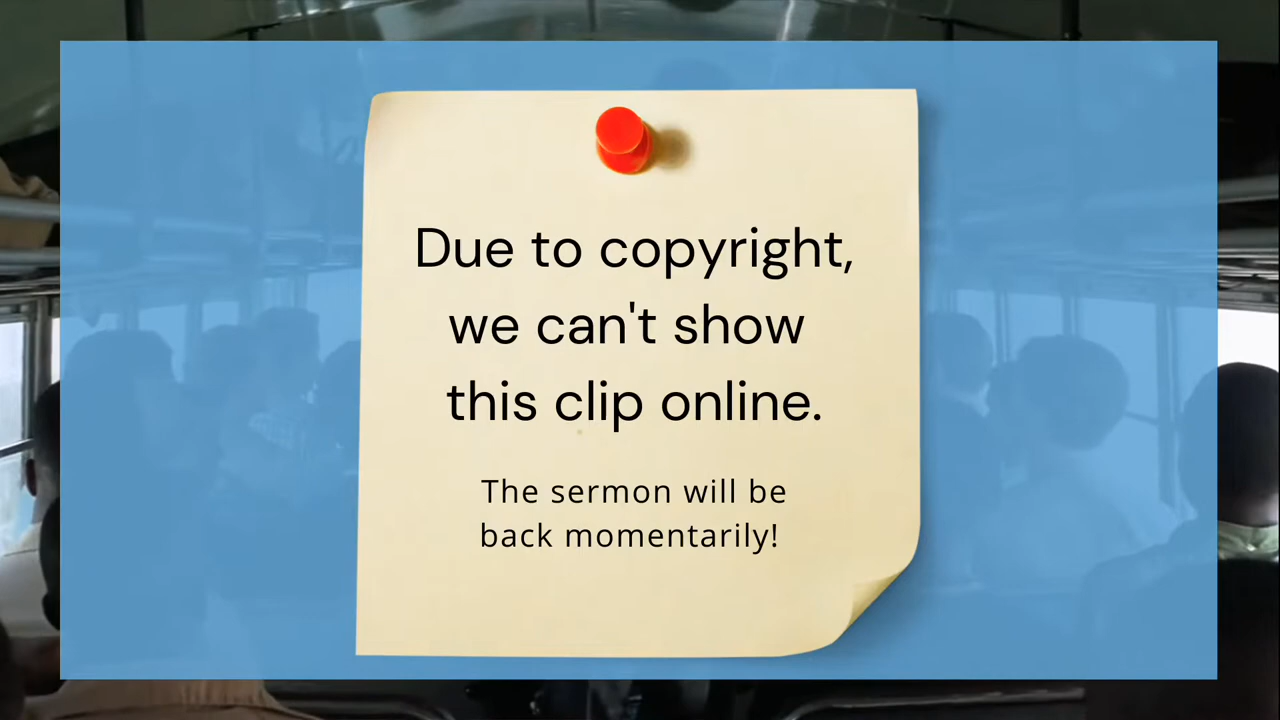 Due to copyright,
we can't show
this clip online.
The sermon will be
back momentarily!